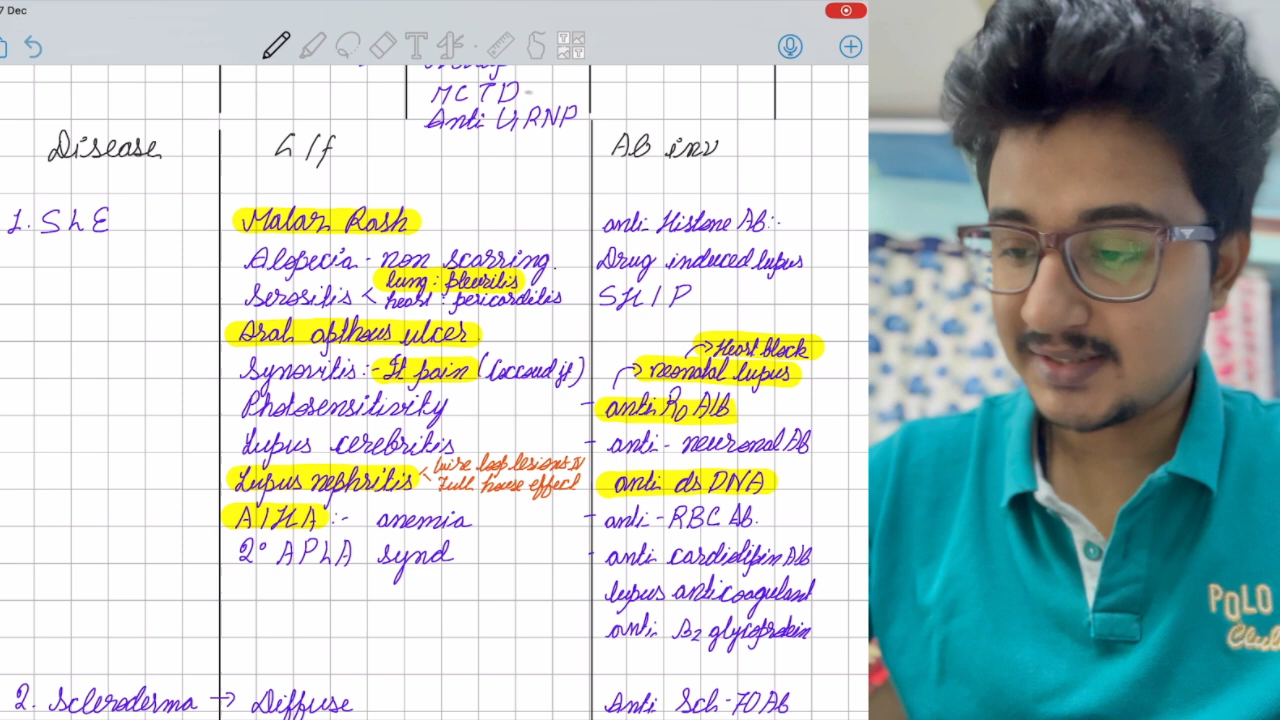 7 Dec
MCTD -
Anti U1RNP
Disease C/f AB inv
1. SLE Malar Rash anti Histone AB:-
Alopecia - non scarring. Drug induced lupus
Serositis < lung : pleuritis
heart : pericarditis SHIP
Oral apthous ulcer → Heart block
Synovitis :- Jt pain (Jaccoud jt) → neonatal lupus
Photosensitivity - anti Ro AB
Lupus cerebritis - anti-neuronal Ab
Lupus nephritis < wire loop lesions IV
Full house effect anti ds DNA
AIHA :- anemia - anti-RBC Ab.
2° APLA synd - anti cardiolipin AB
lupus anticoagulant
anti B2 glycoprotein
2. Scleroderma → Diffuse Anti Scl-70 AB
POLO
Club